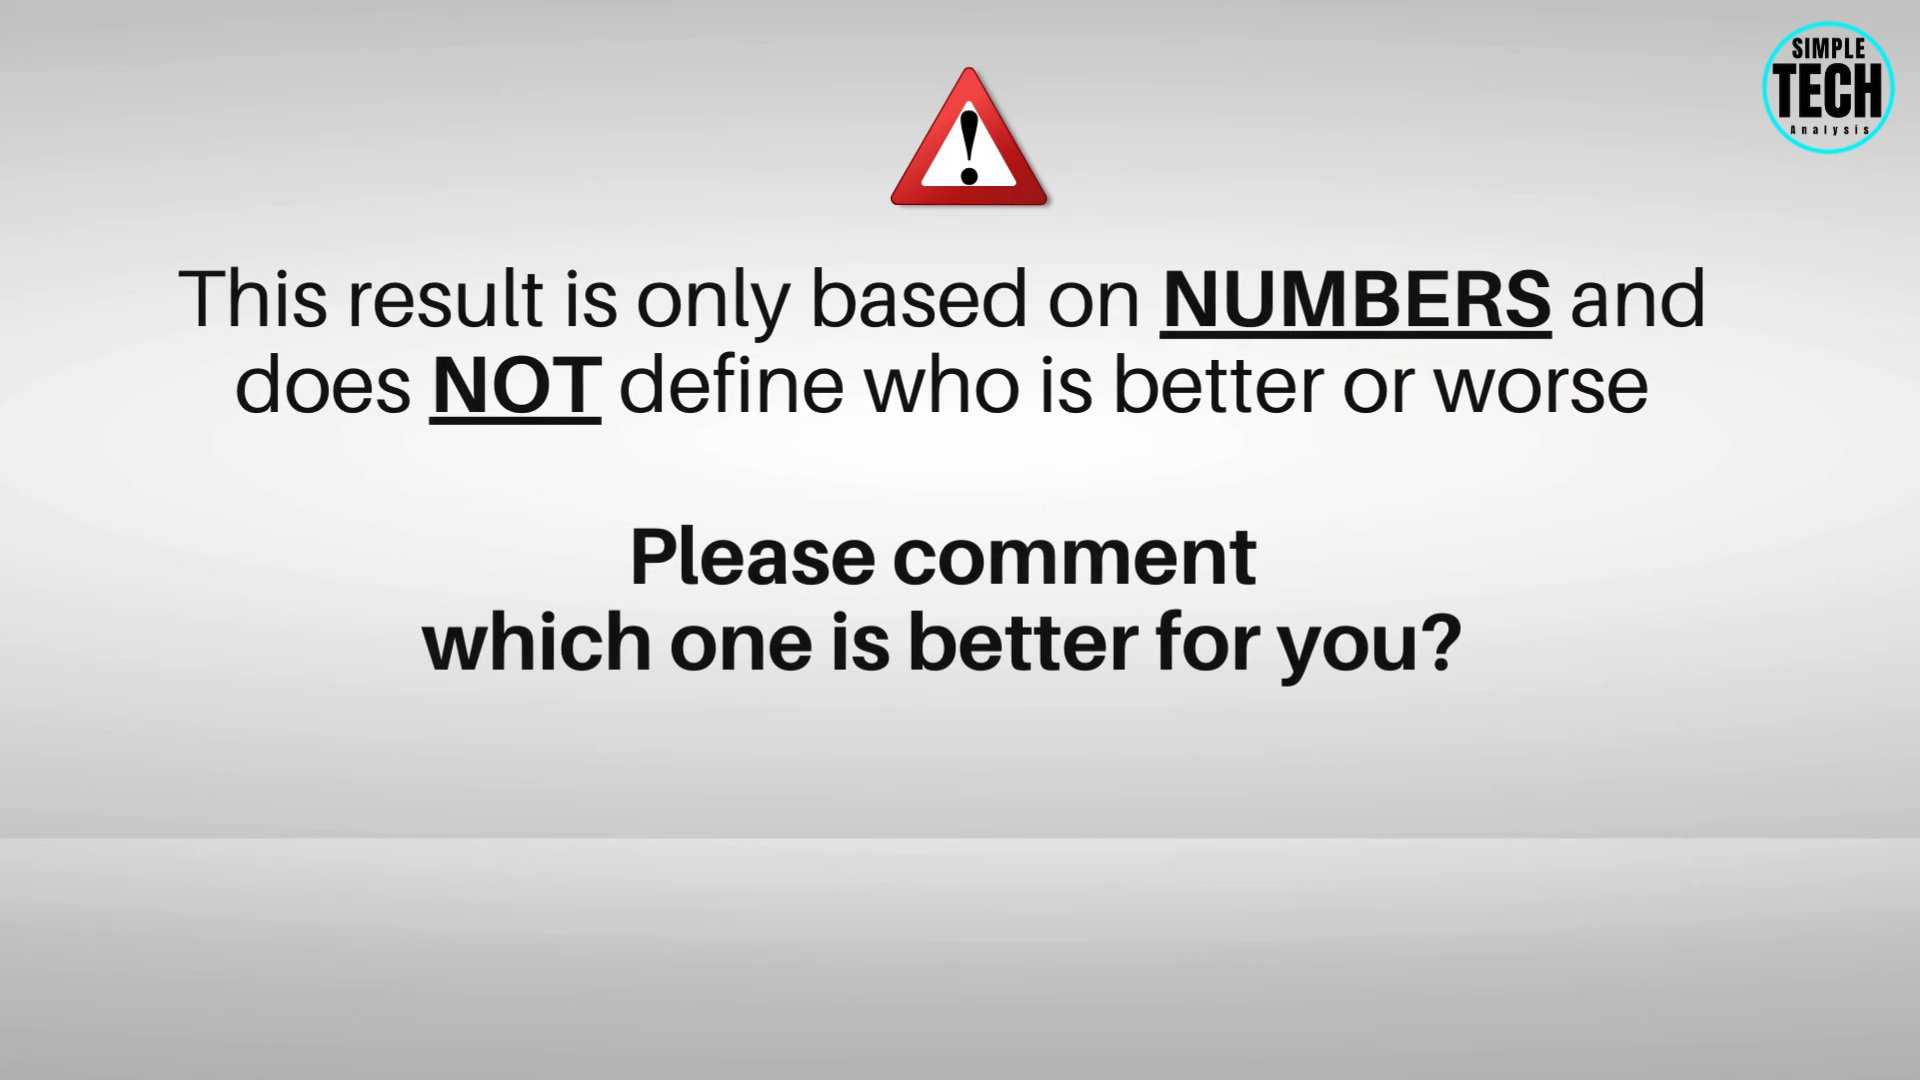 SIMPLE
TECH
Analysis
This result is only based on NUMBERS and
does NOT define who is better or worse
Please comment
which one is better for you?